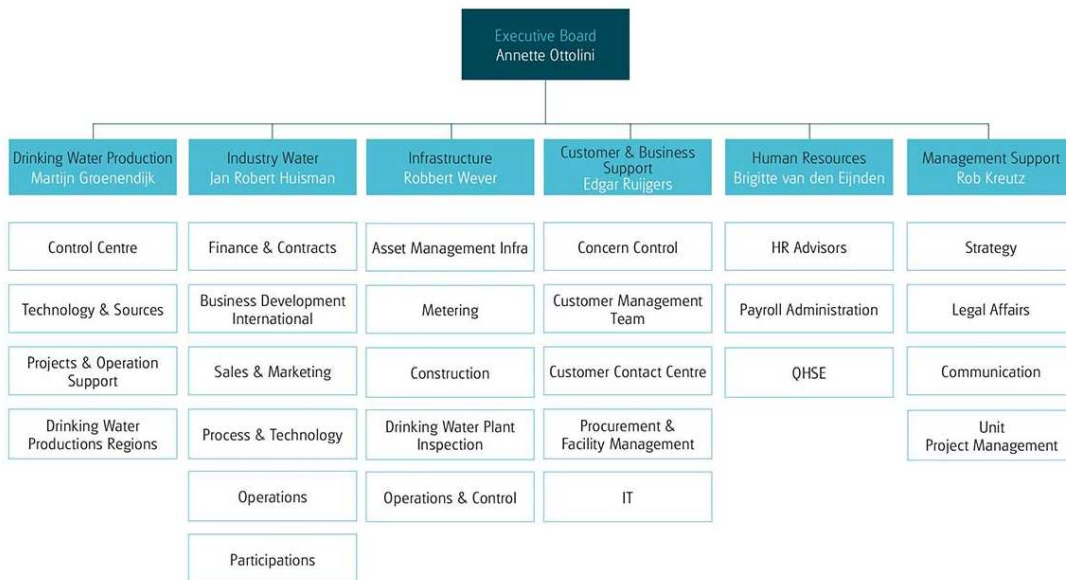 Executive Board
Annette Ottolini
Drinking Water Production
Martijn Groenendijk
Industry Water
Jan Robert Huisman
Infrastructure
Robbert Wever
Customer & Business
Support
Edgar Ruijgers
Human Resources
Brigitte van den Eijnden
Management Support
Rob Kreutz
Control Centre
Finance & Contracts
Asset Management Infra
Concern Control
HR Advisors
Strategy
Technology & Sources
Business Development
International
Metering
Customer Management
Team
Payroll Administration
Legal Affairs
Projects & Operation
Support
Sales & Marketing
Construction
Customer Contact Centre
QHSE
Communication
Drinking Water
Productions Regions
Process & Technology
Drinking Water Plant
Inspection
Procurement &
Facility Management
Unit
Project Management
Operations
Operations & Control
IT
Participations